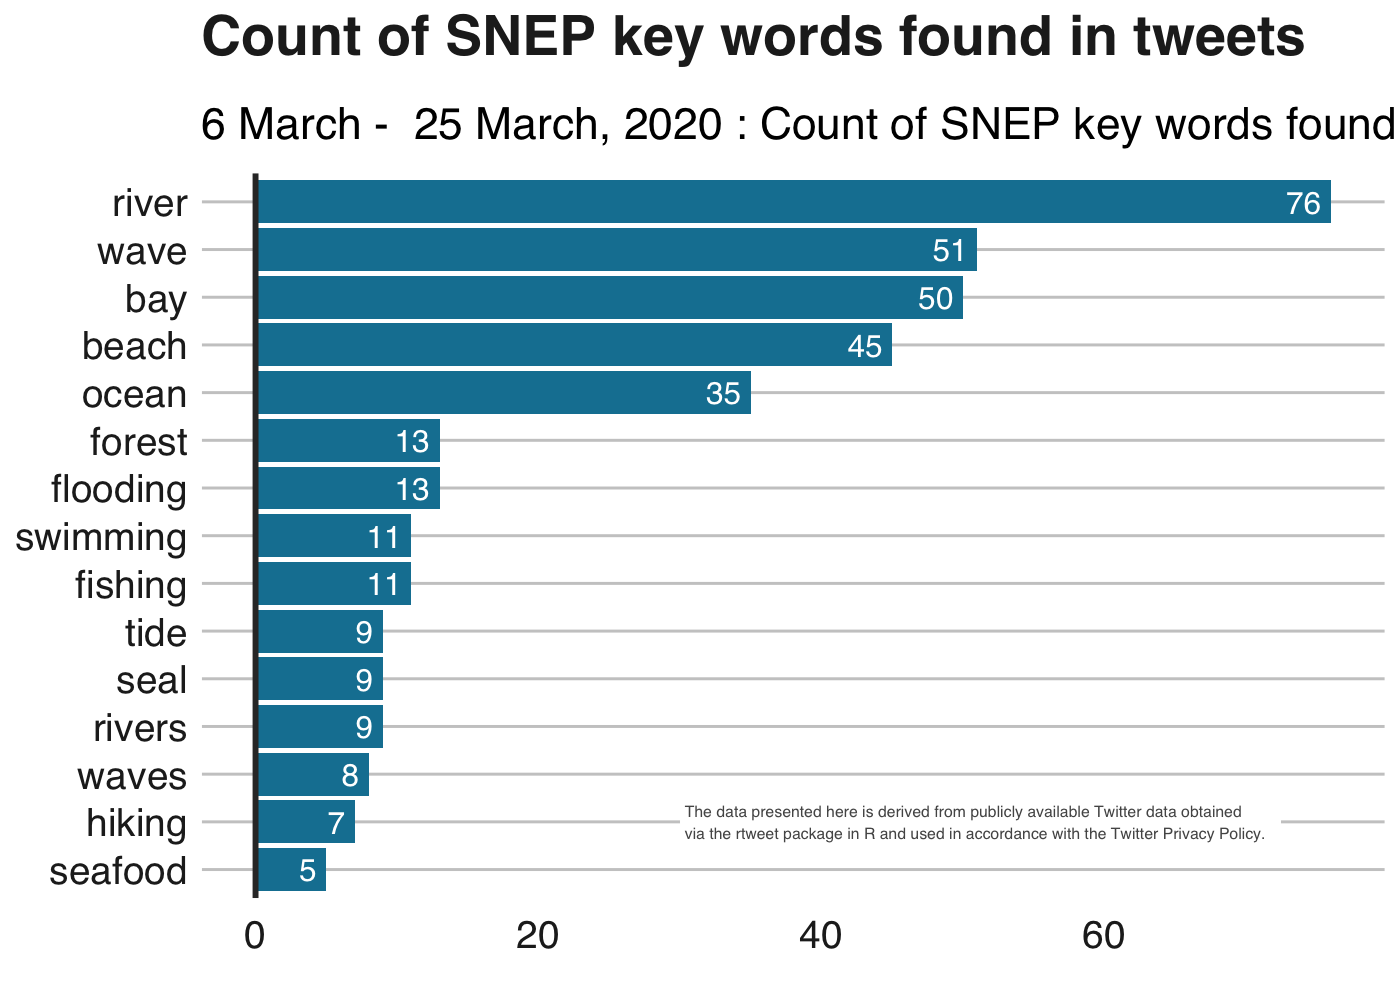 Count of SNEP key words found in tweets
6 March -  25 March, 2020 : Count of SNEP key words found
river 76
wave 51
bay 50
beach 45
ocean 35
forest 13
flooding 13
swimming 11
fishing 11
tide 9
seal 9
rivers 9
waves 8
hiking 7
The data presented here is derived from publicly available Twitter data obtained
via the rtweet package in R and used in accordance with the Twitter Privacy Policy.
seafood 5
0 20 40 60